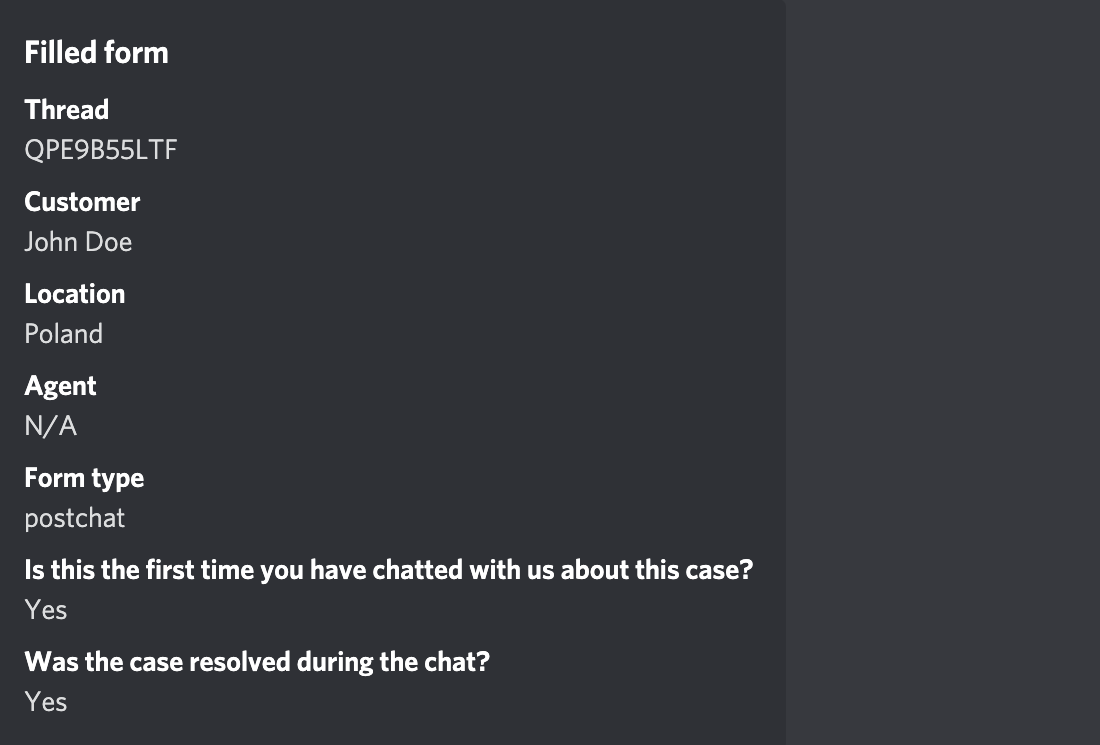 Filled form
Thread
QPE9B55LTF
Customer
John Doe
Location
Poland
Agent
N/A
Form type
postchat
Is this the first time you have chatted with us about this case?
Yes
Was the case resolved during the chat?
Yes